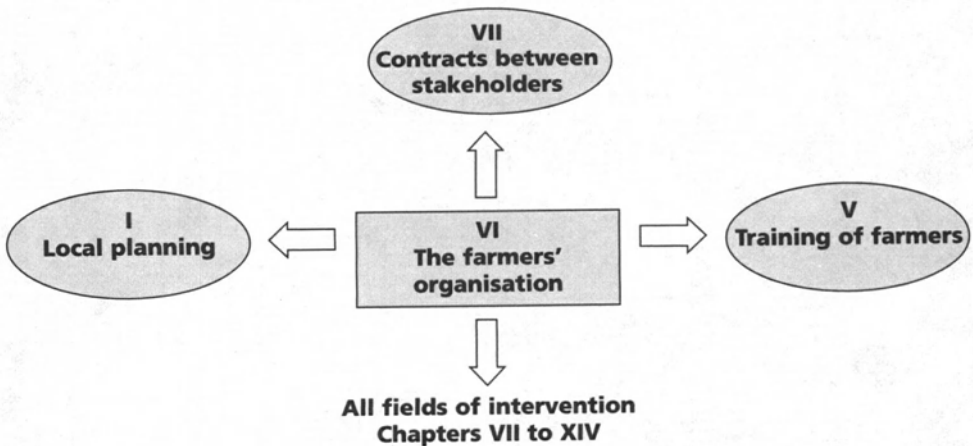 VII
Contracts between
stakeholders
I
Local planning
VI
The farmers'
organisation
V
Training of farmers
All fields of intervention
Chapters VII to XIV